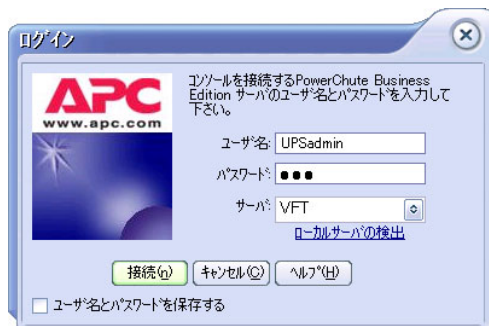 ログイン
APC
www.apc.com
コンソールを接続するPowerChute Business
Edition サーバのユーザ名とパスワードを入力して
下さい。
ユーザ名: UPSadmin
パスワード: ●●●
サーバ: VFT
ローカルサーバの検出
接続(n) キャンセル(C) ヘルプ(H)
ユーザ名とパスワードを保存する